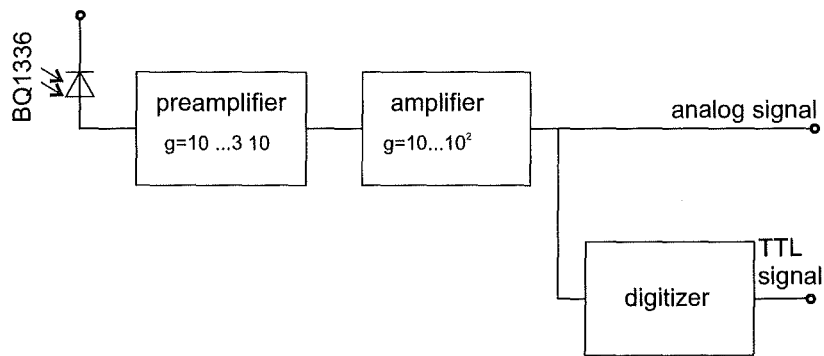 BQ1336
preamplifier
g=10 ...3 10
amplifier
g=10...10²
analog signal
digitizer
TTL
signal